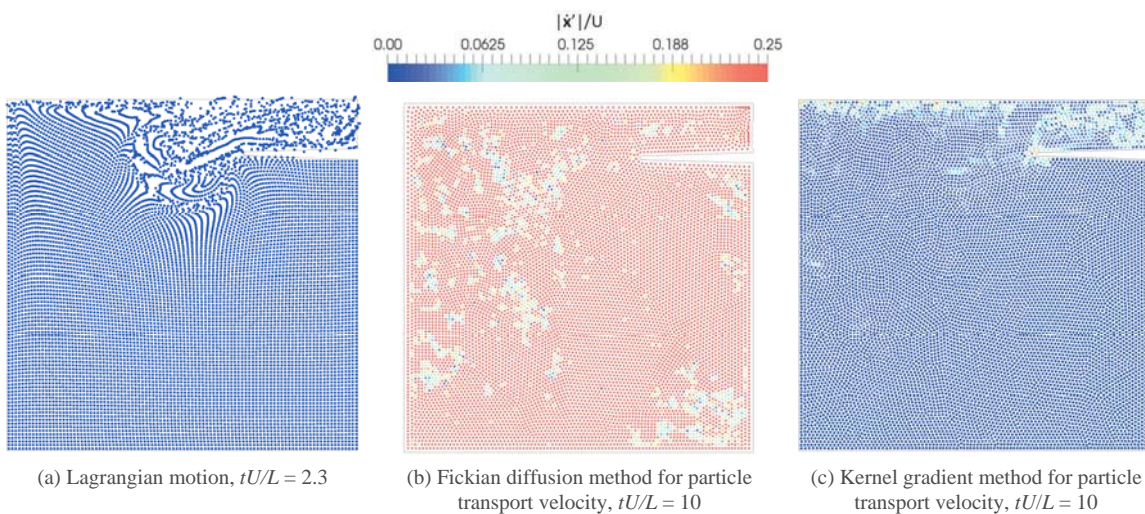 |ẋ'|/U
0.00 0.0625 0.125 0.188 0.25
(a) Lagrangian motion, tU/L = 2.3
(b) Fickian diffusion method for particle
transport velocity, tU/L = 10
(c) Kernel gradient method for particle
transport velocity, tU/L = 10